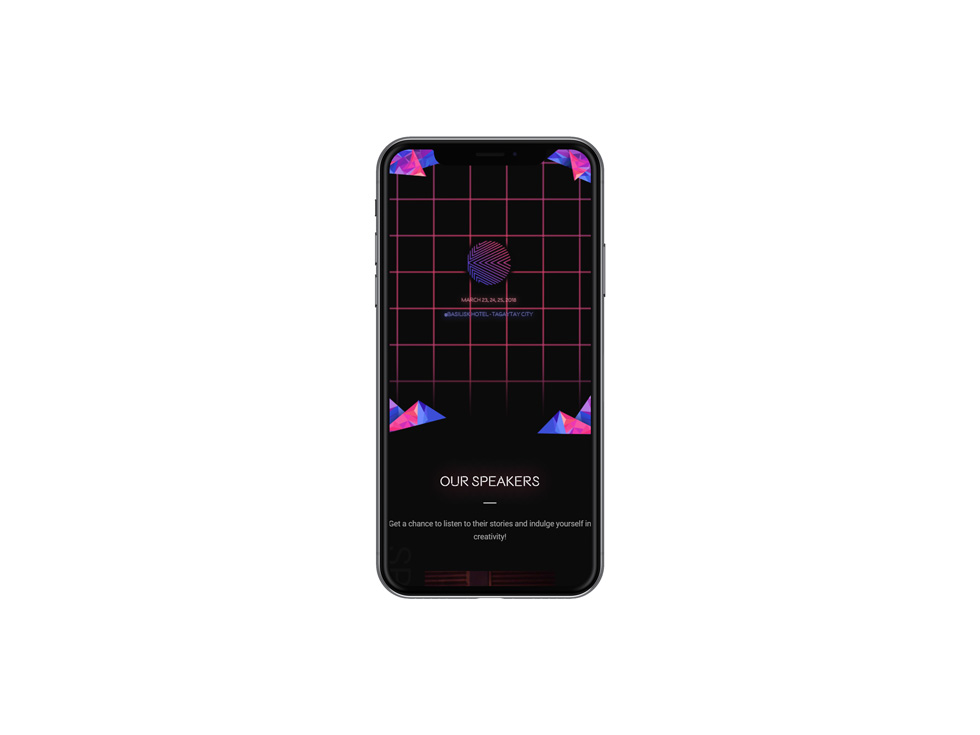 MARCH 23, 24, 25, 2018
@BASILISK HOTEL - TAGAYTAY CITY
OUR SPEAKERS
Get a chance to listen to their stories and indulge yourself in
creativity!
SP